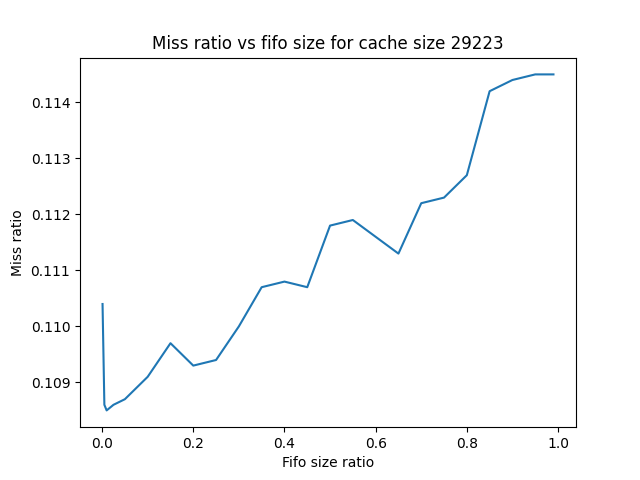 Miss ratio vs fifo size for cache size 29223
0.114
0.113
0.112
0.111
0.110
0.109
Miss ratio
0.0 0.2 0.4 0.6 0.8 1.0
Fifo size ratio